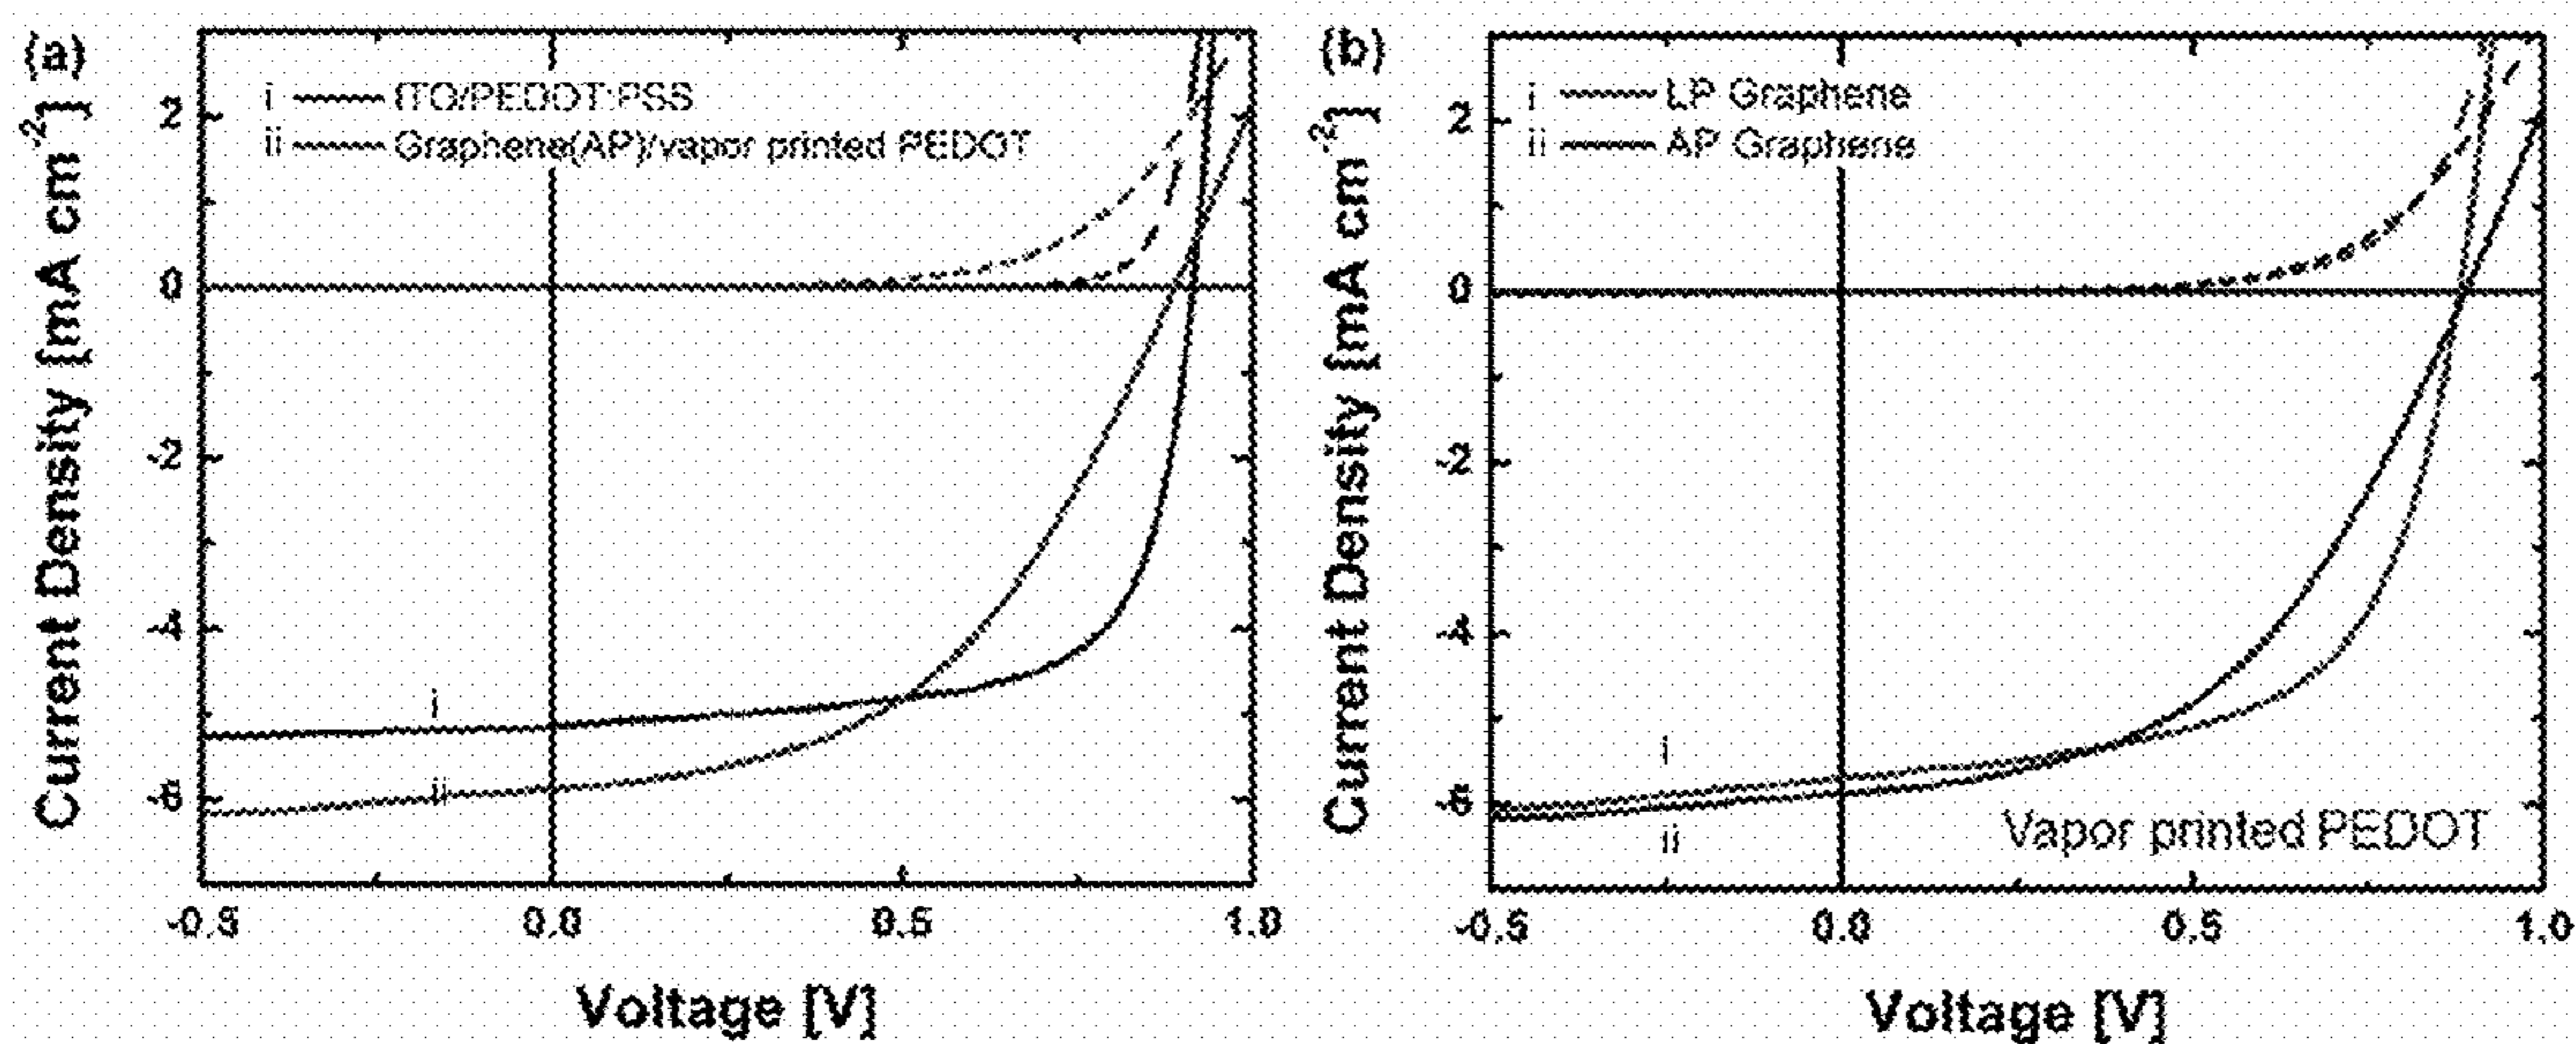 (a)
i ITO/PEDOT:PSS
ii Graphene(AP)/vapor printed PEDOT
2
0
-2
-4
-6
i
ii
-0.5 0.0 0.5 1.0
Voltage [V]
Current Density [mA cm-2]
(b)
i LP Graphene
ii AP Graphene
2
0
-2
-4
-6
i
ii
Vapor printed PEDOT
-0.5 0.0 0.5 1.0
Voltage [V]
Current Density [mA cm-2]